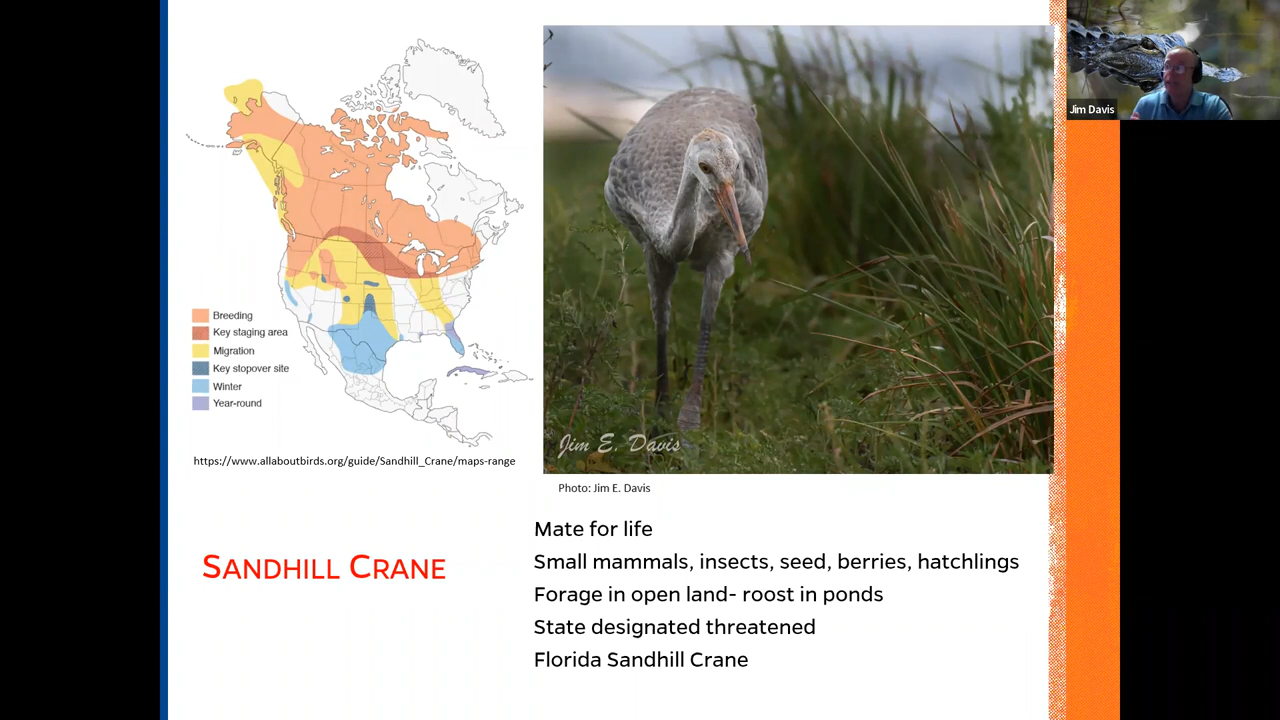 Jim Davis
Breeding
Key staging area
Migration
Key stopover site
Winter
Year-round
https://www.allaboutbirds.org/guide/Sandhill_Crane/maps-range
Jim E. Davis
Photo: Jim E. Davis
SANDHILL CRANE
Mate for life
Small mammals, insects, seed, berries, hatchlings
Forage in open land- roost in ponds
State designated threatened
Florida Sandhill Crane